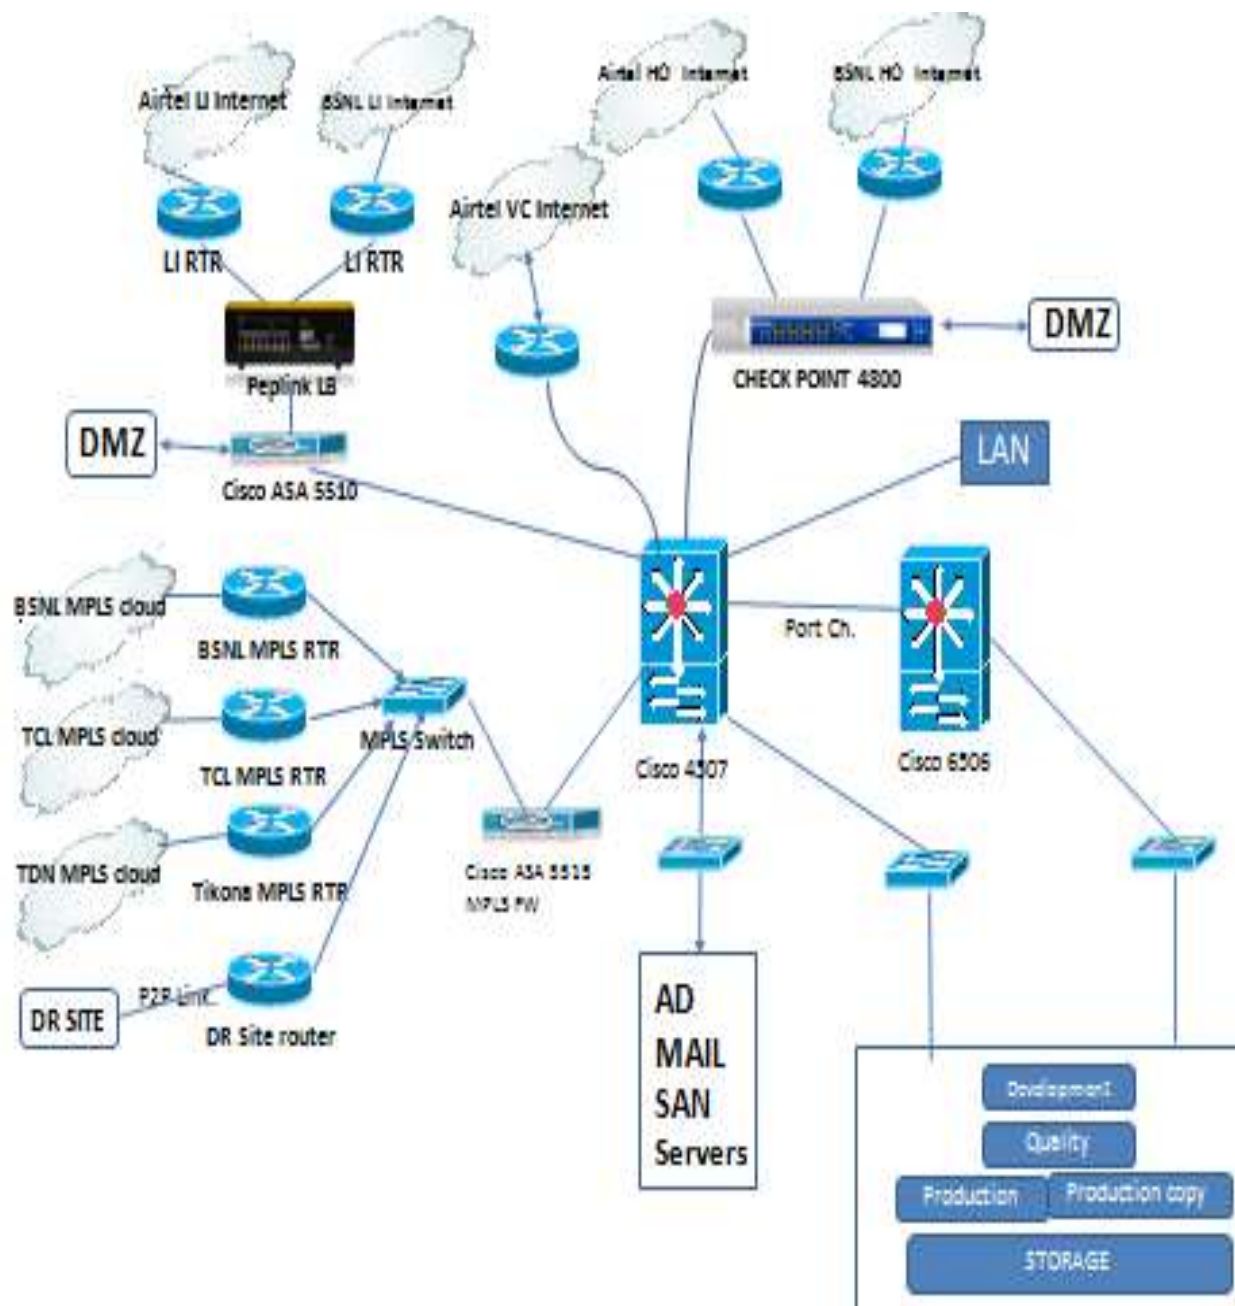 Airtel LI Internet
BSNL LI Internet
Airtel HO Internet
BSNL HO Internet
Airtel VC Internet
LI RTR
LI RTR
Peplink LB
CHECK POINT 4800
DMZ
DMZ
Cisco ASA 5510
LAN
BSNL MPLS cloud
BSNL MPLS RTR
Port Ch.
TCL MPLS cloud
MPLS Switch
TCL MPLS RTR
Cisco 4507
Cisco 6506
TDN MPLS cloud
Tikona MPLS RTR
Cisco ASA 5515
MPLS FW
P2P Link
DR SITE
DR Site router
AD
MAIL
SAN
Servers
Development
Quality
Production
Production copy
STORAGE